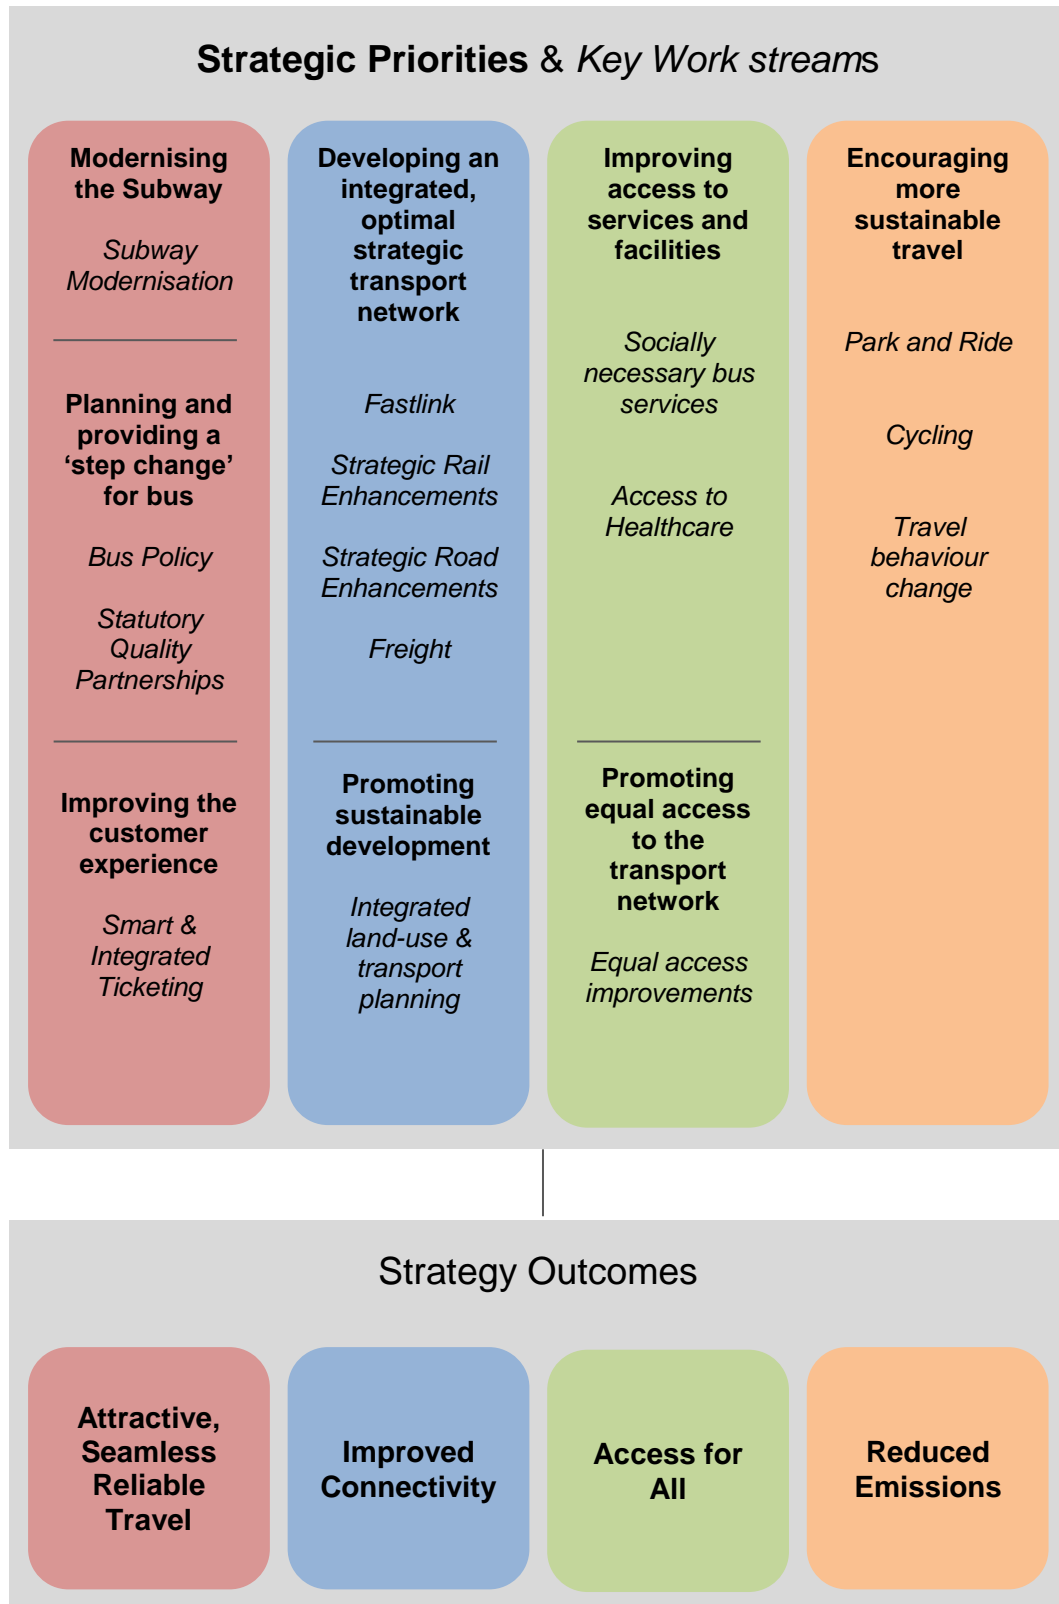 Strategic Priorities & Key Work streams
Modernising
the Subway
Subway
Modernisation
Planning and
providing a
‘step change’
for bus
Bus Policy
Statutory
Quality
Partnerships
Improving the
customer
experience
Smart &
Integrated
Ticketing
Developing an
integrated,
optimal
strategic
transport
network
Fastlink
Strategic Rail
Enhancements
Strategic Road
Enhancements
Freight
Promoting
sustainable
development
Integrated
land-use &
transport
planning
Improving
access to
services and
facilities
Socially
necessary bus
services
Access to
Healthcare
Promoting
equal access
to the
transport
network
Equal access
improvements
Encouraging
more
sustainable
travel
Park and Ride
Cycling
Travel
behaviour
change
Strategy Outcomes
Attractive,
Seamless
Reliable
Travel
Improved
Connectivity
Access for
All
Reduced
Emissions